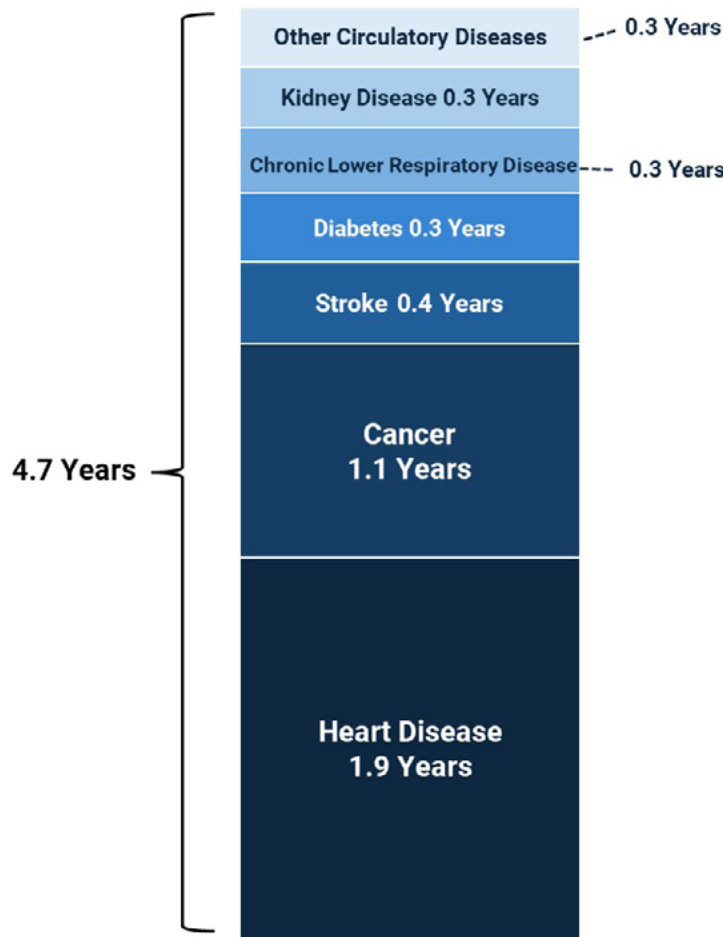 Other Circulatory Diseases 0.3 Years
Kidney Disease 0.3 Years
Chronic Lower Respiratory Disease 0.3 Years
Diabetes 0.3 Years
Stroke 0.4 Years
Cancer
1.1 Years
4.7 Years
Heart Disease
1.9 Years